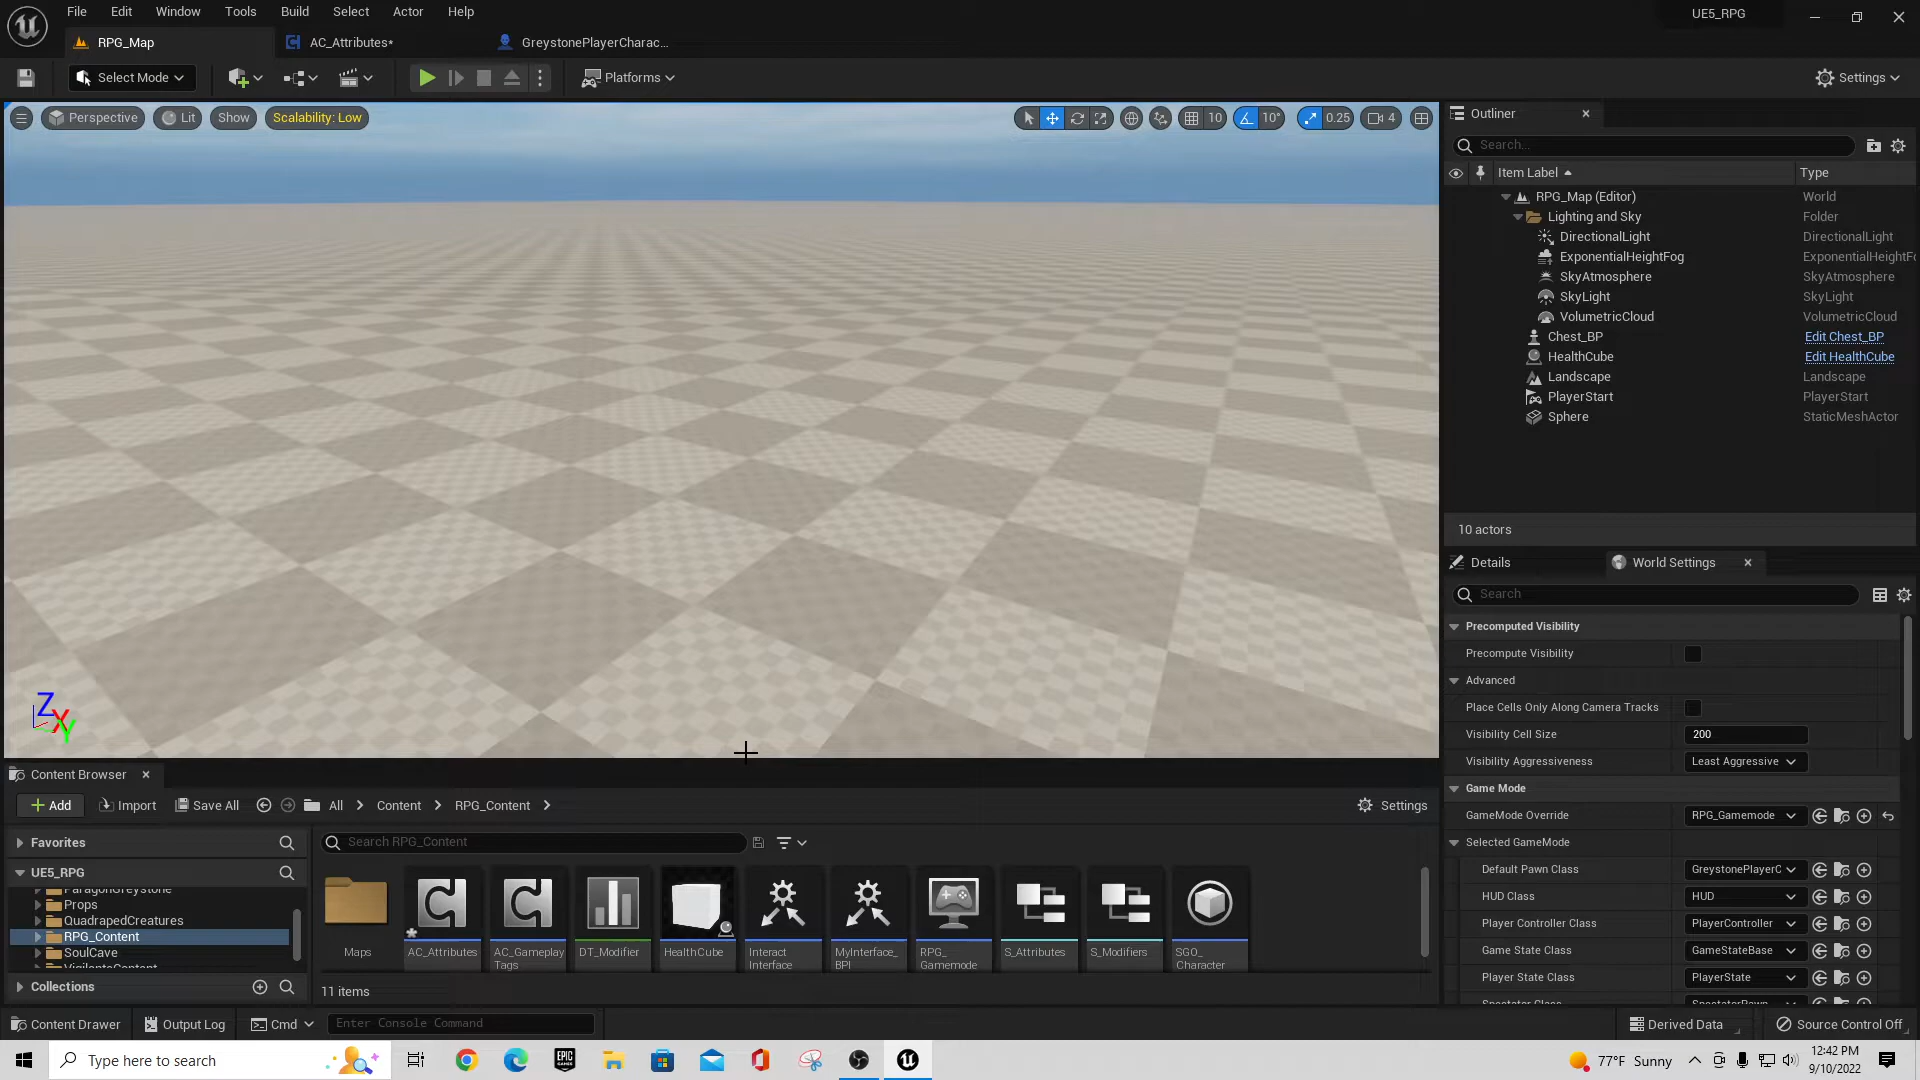 File Edit Window Tools Build Select Actor Help
UE5_RPG
RPG_Map
AC_Attributes*
GreystonePlayerCharac...
Select Mode
Platforms
Settings
Perspective
Lit
Show
Scalability: Low
10
10°
0.25
4
Outliner
Search...
Item Label
Type
RPG_Map (Editor)
World
Lighting and Sky
Folder
DirectionalLight
DirectionalLight
ExponentialHeightFog
ExponentialHeightF
SkyAtmosphere
SkyAtmosphere
SkyLight
SkyLight
VolumetricCloud
VolumetricCloud
Chest_BP
Edit Chest_BP
HealthCube
Edit HealthCube
Landscape
Landscape
PlayerStart
PlayerStart
Sphere
StaticMeshActor
10 actors
Details
World Settings
Search
Precomputed Visibility
Precompute Visibility
Advanced
Place Cells Only Along Camera Tracks
Visibility Cell Size
200
Visibility Aggressiveness
Least Aggressive
Game Mode
GameMode Override
RPG_Gamemode
Selected GameMode
Default Pawn Class
GreystonePlayerC
HUD Class
HUD
Player Controller Class
PlayerController
Game State Class
GameStateBase
Player State Class
PlayerState
Spectator Class
SpectatorPawn
Z
X
Y
Content Browser
Add
Import
Save All
All
Content
RPG_Content
Settings
Favorites
Search RPG_Content
UE5_RPG
ParagonGreystone
Props
QuadrapedCreatures
RPG_Content
SoulCave
VigilanteContent
Collections
Maps
AC_Attributes
AC_Gameplay
Tags
DT_Modifier
HealthCube
Interact
Interface
MyInterface_
BPI
RPG_
Gamemode
S_Attributes
S_Modifiers
SGO_
Character
11 items
Content Drawer
Output Log
Cmd
Enter Console Command
Derived Data
Source Control Off
Type here to search
EPIC
GAMES
77°F Sunny
12:42 PM
9/10/2022